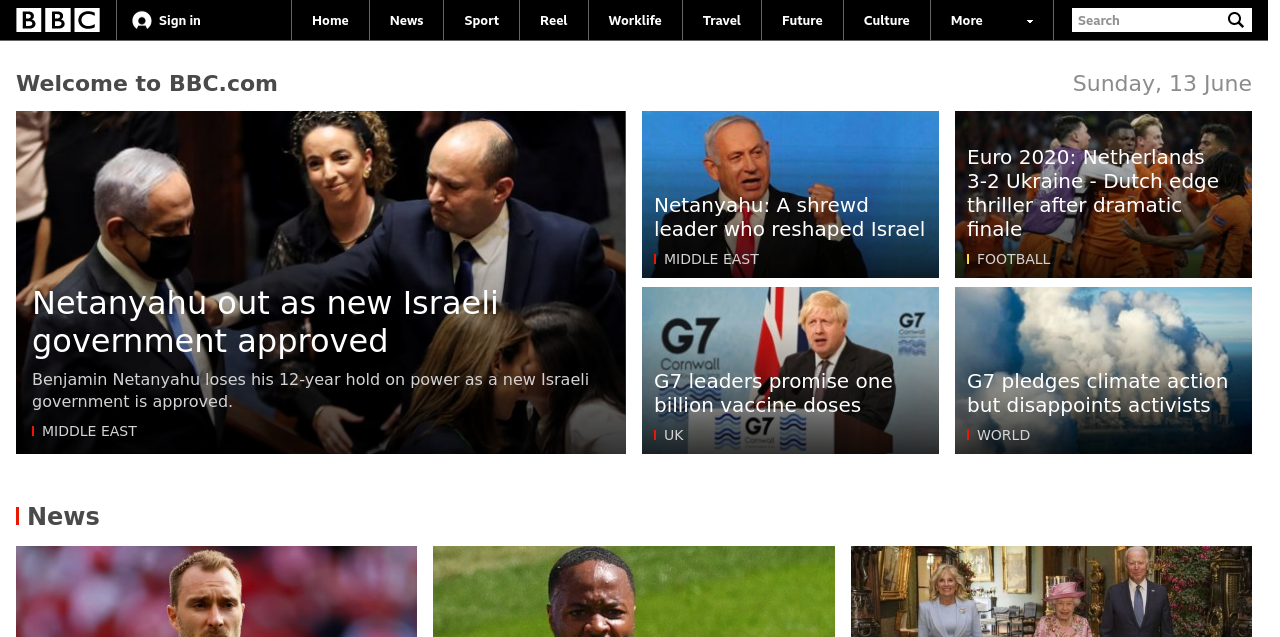 BBC
Sign in
Home
News
Sport
Reel
Worklife
Travel
Future
Culture
More
Search
Welcome to BBC.com
Sunday, 13 June
Netanyahu out as new Israeli
government approved
Benjamin Netanyahu loses his 12-year hold on power as a new Israeli
government is approved.
MIDDLE EAST
Netanyahu: A shrewd
leader who reshaped Israel
MIDDLE EAST
Euro 2020: Netherlands
3-2 Ukraine - Dutch edge
thriller after dramatic
finale
FOOTBALL
G7
Cornwall
G7
Cornwall
G7 leaders promise one
billion vaccine doses
UK
G7
Cornwall
G7 pledges climate action
but disappoints activists
WORLD
News